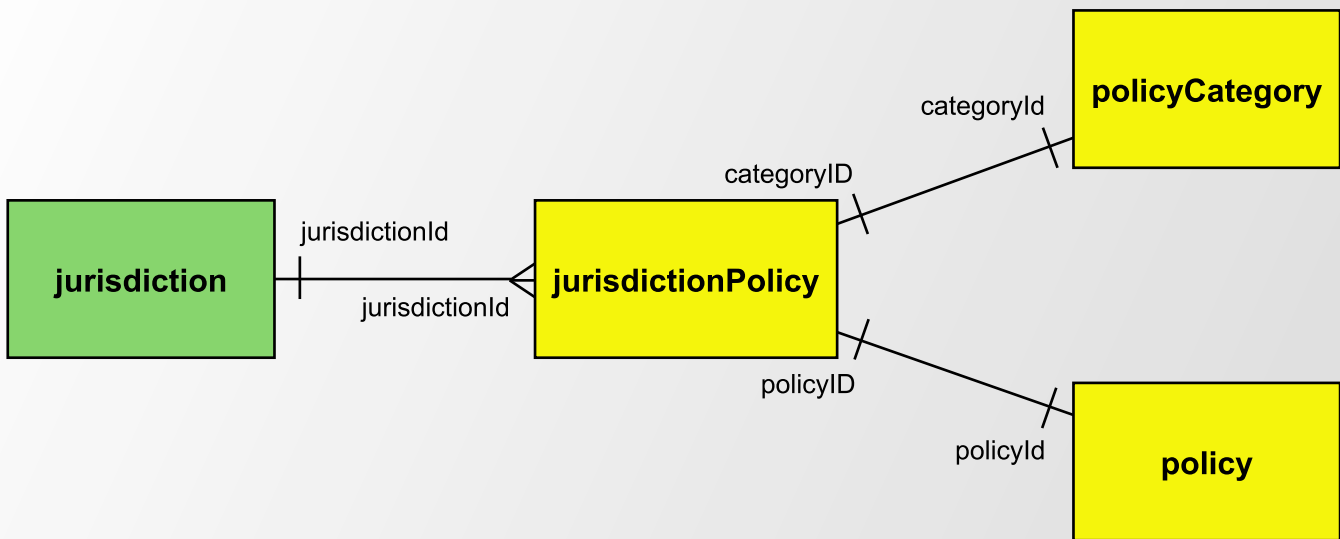 policyCategory
categoryId
categoryID
jurisdictionId
jurisdiction
jurisdictionPolicy
jurisdictionId
policyID
policyId
policy